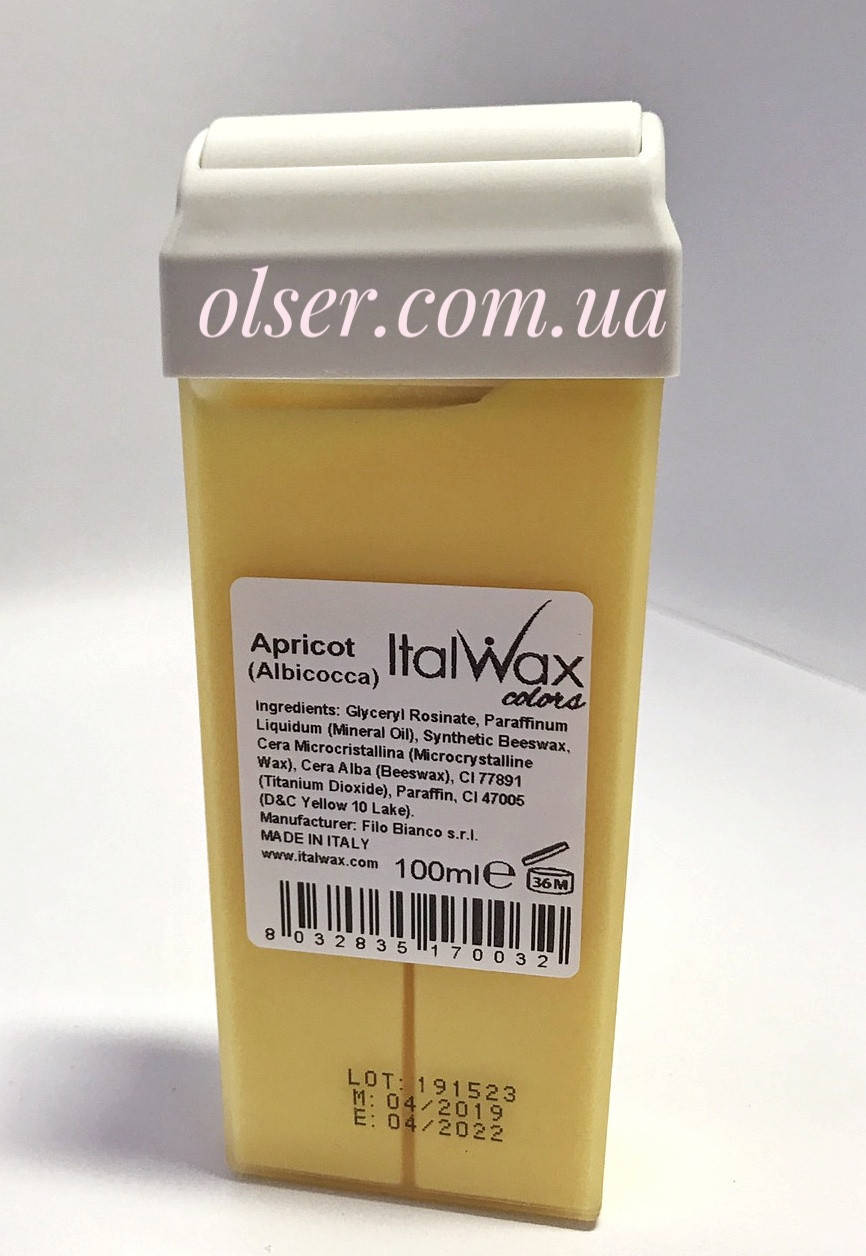 olser.com.ua
Apricot
(Albicocca)
ItalWax
colors
Ingredients: Glyceryl Rosinate, Paraffinum
Liquidum (Mineral Oil), Synthetic Beeswax,
Cera Microcristallina (Microcrystalline
Wax), Cera Alba (Beeswax), CI 77891
(Titanium Dioxide), Paraffin, CI 47005
(D&C Yellow 10 Lake).
Manufacturer: Filo Bianco s.r.l.
MADE IN ITALY
www.italwax.com
100ml℮
36M
8 032835 170032
LOT: 191523
M: 04/2019
E: 04/2022